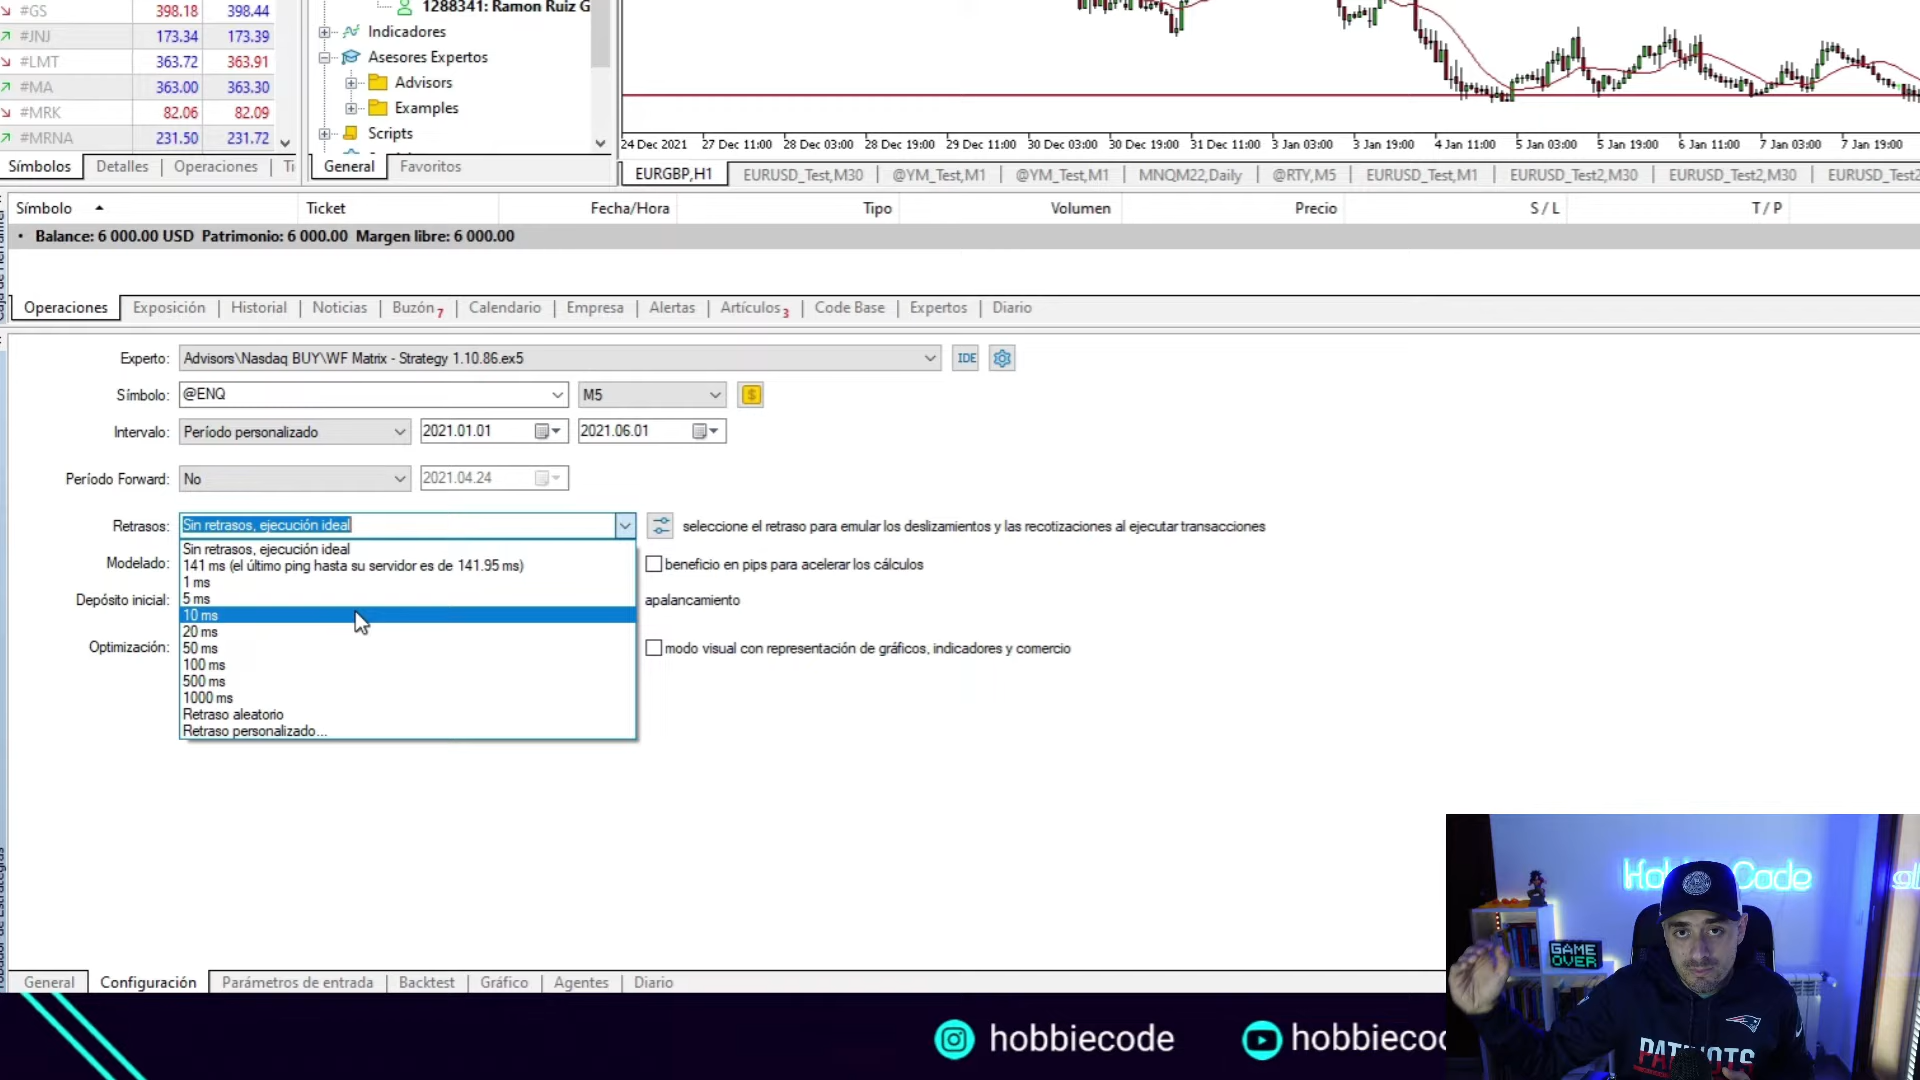 #GS 398.18 398.44
#JNJ 173.34 173.39
#LMT 363.72 363.91
#MA 363.00 363.30
#MRK 82.06 82.09
#MRNA 231.50 231.72
Símbolos Detalles Operaciones Ti
1288341: Ramon Ruiz G
Indicadores
Asesores Expertos
Advisors
Examples
Scripts
General Favoritos
24 Dec 2021 27 Dec 11:00 28 Dec 03:00 28 Dec 19:00 29 Dec 11:00 30 Dec 03:00 30 Dec 19:00 31 Dec 11:00 3 Jan 03:00 3 Jan 19:00 4 Jan 11:00 5 Jan 03:00 5 Jan 19:00 6 Jan 11:00 7 Jan 03:00 7 Jan 19:00
EURGBP,H1 EURUSD_Test,M30 @YM_Test,M1 @YM_Test,M1 MNQM22,Daily @RTY,M5 EURUSD_Test,M1 EURUSD_Test2,M30 EURUSD_Test2,M30 EURUSD_Test2
Símbolo Ticket Fecha/Hora Tipo Volumen Precio S / L T / P
Balance: 6 000.00 USD Patrimonio: 6 000.00 Margen libre: 6 000.00
Operaciones Exposición Historial Noticias Buzón 7 Calendario Empresa Alertas Artículos 3 Code Base Expertos Diario
Experto: Advisors\Nasdaq BUY\WF Matrix - Strategy 1.10.86.ex5 IDE
Símbolo: @ENQ M5 $
Intervalo: Período personalizado 2021.01.01 2021.06.01
Período Forward: No 2021.04.24
Retrasos: Sin retrasos, ejecución ideal seleccione el retraso para emular los deslizamientos y las recotizaciones al ejecutar transacciones
Sin retrasos, ejecución ideal
Modelado: 141 ms (el último ping hasta su servidor es de 141.95 ms) beneficio en pips para acelerar los cálculos
1 ms
Depósito inicial: 5 ms apalancamiento
10 ms
20 ms
Optimización: 50 ms modo visual con representación de gráficos, indicadores y comercio
100 ms
500 ms
1000 ms
Retraso aleatorio
Retraso personalizado...
General Configuración Parámetros de entrada Backtest Gráfico Agentes Diario
Code
GAME
OVER
PATRIOTS
hobbiecode hobbiecod